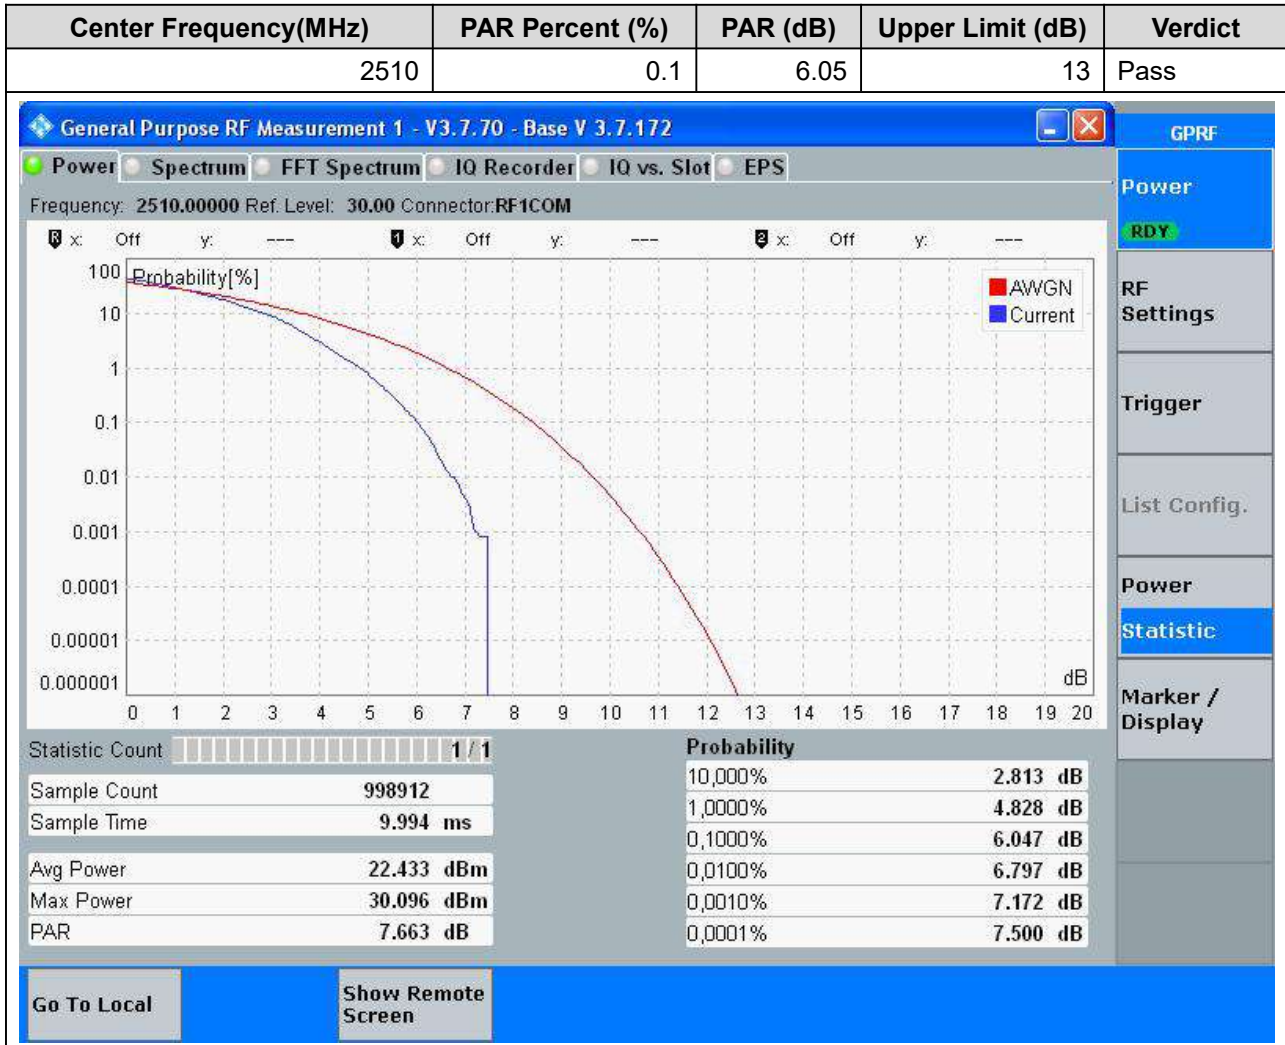 Center Frequency(MHz) PAR Percent (%) PAR (dB) Upper Limit (dB) Verdict
2510 0.1 6.05 13 Pass
General Purpose RF Measurement 1 - V3.7.70 - Base V 3.7.172
GPRF
Power Spectrum FFT Spectrum IQ Recorder IQ vs. Slot EPS
Power
RDY
Frequency: 2510.00000 Ref. Level: 30.00 Connector:RF1COM
R x: Off y: --- 1 x: Off y: --- 2 x: Off y: ---
100 Probability[%]
AWGN
Current
RF
Settings
10
1
Trigger
0.1
0.01
List Config.
0.001
0.0001
Power
0.00001
Statistic
0.000001
dB
Marker /
Display
0 1 2 3 4 5 6 7 8 9 10 11 12 13 14 15 16 17 18 19 20
Statistic Count 1 / 1
Probability
Sample Count 998912
Sample Time 9.994 ms
Avg Power 22.433 dBm
Max Power 30.096 dBm
PAR 7.663 dB
10,000% 2.813 dB
1,0000% 4.828 dB
0,1000% 6.047 dB
0,0100% 6.797 dB
0,0010% 7.172 dB
0,0001% 7.500 dB
Go To Local
Show Remote
Screen